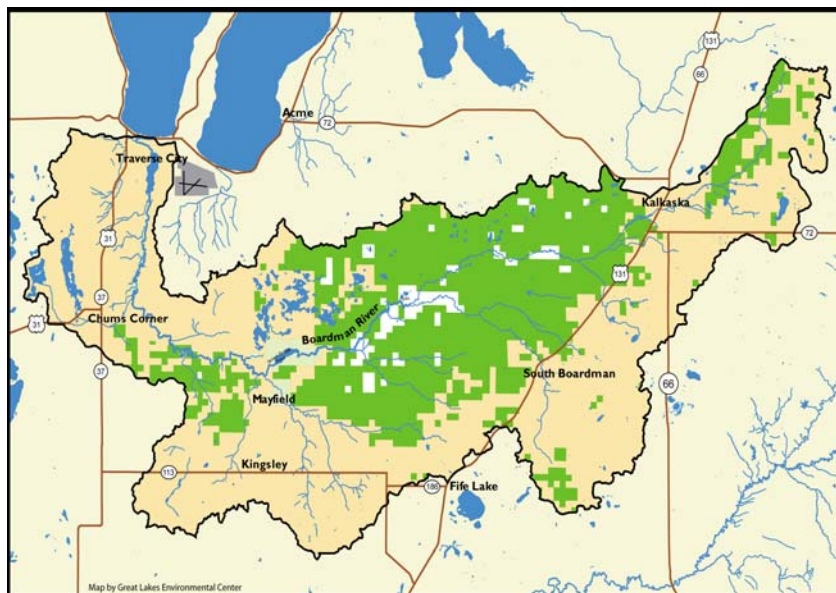 131
66
Acme
72
Traverse City
Kalkaska
31
72
131
37
Boardman River
Chums Corner
31
37
South Boardman
66
Mayfield
Kingsley
113
186
Fife Lake
Map by Great Lakes Environmental Center